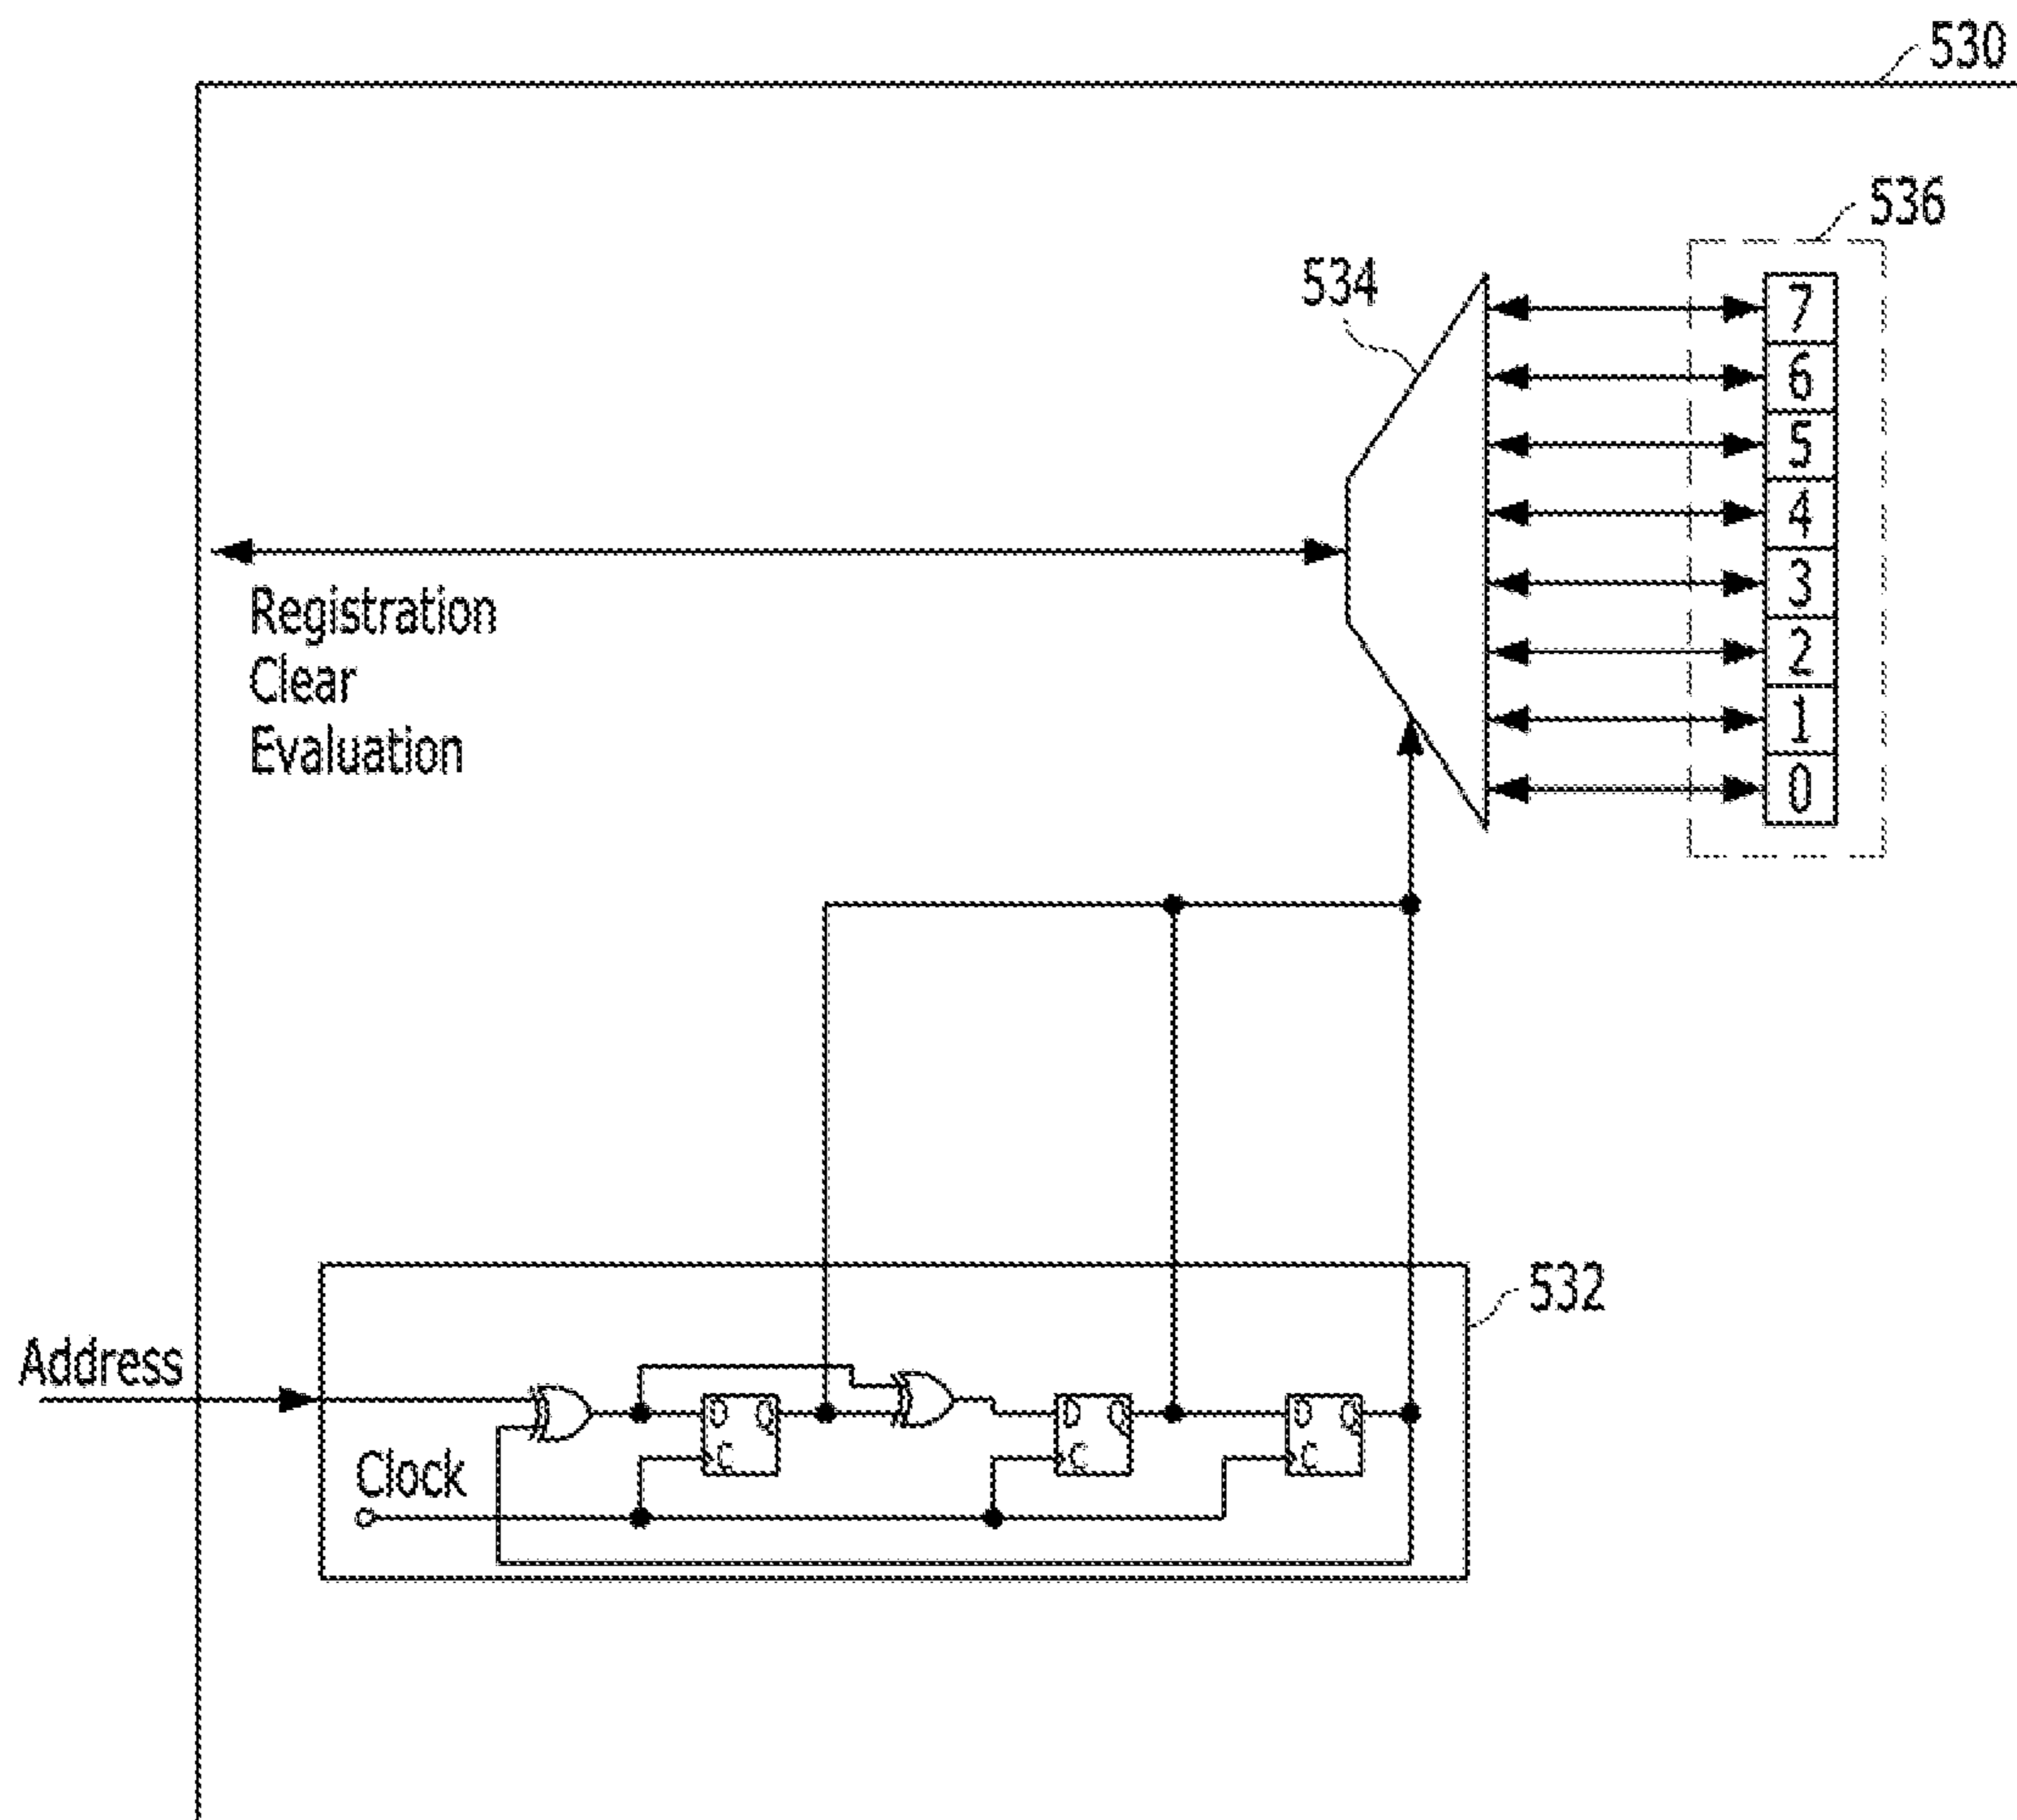 530
536
534
7
6
5
4
3
2
1
0
Registration
Clear
Evaluation
532
Address
D Q
C
D Q
C
D Q
C
Clock